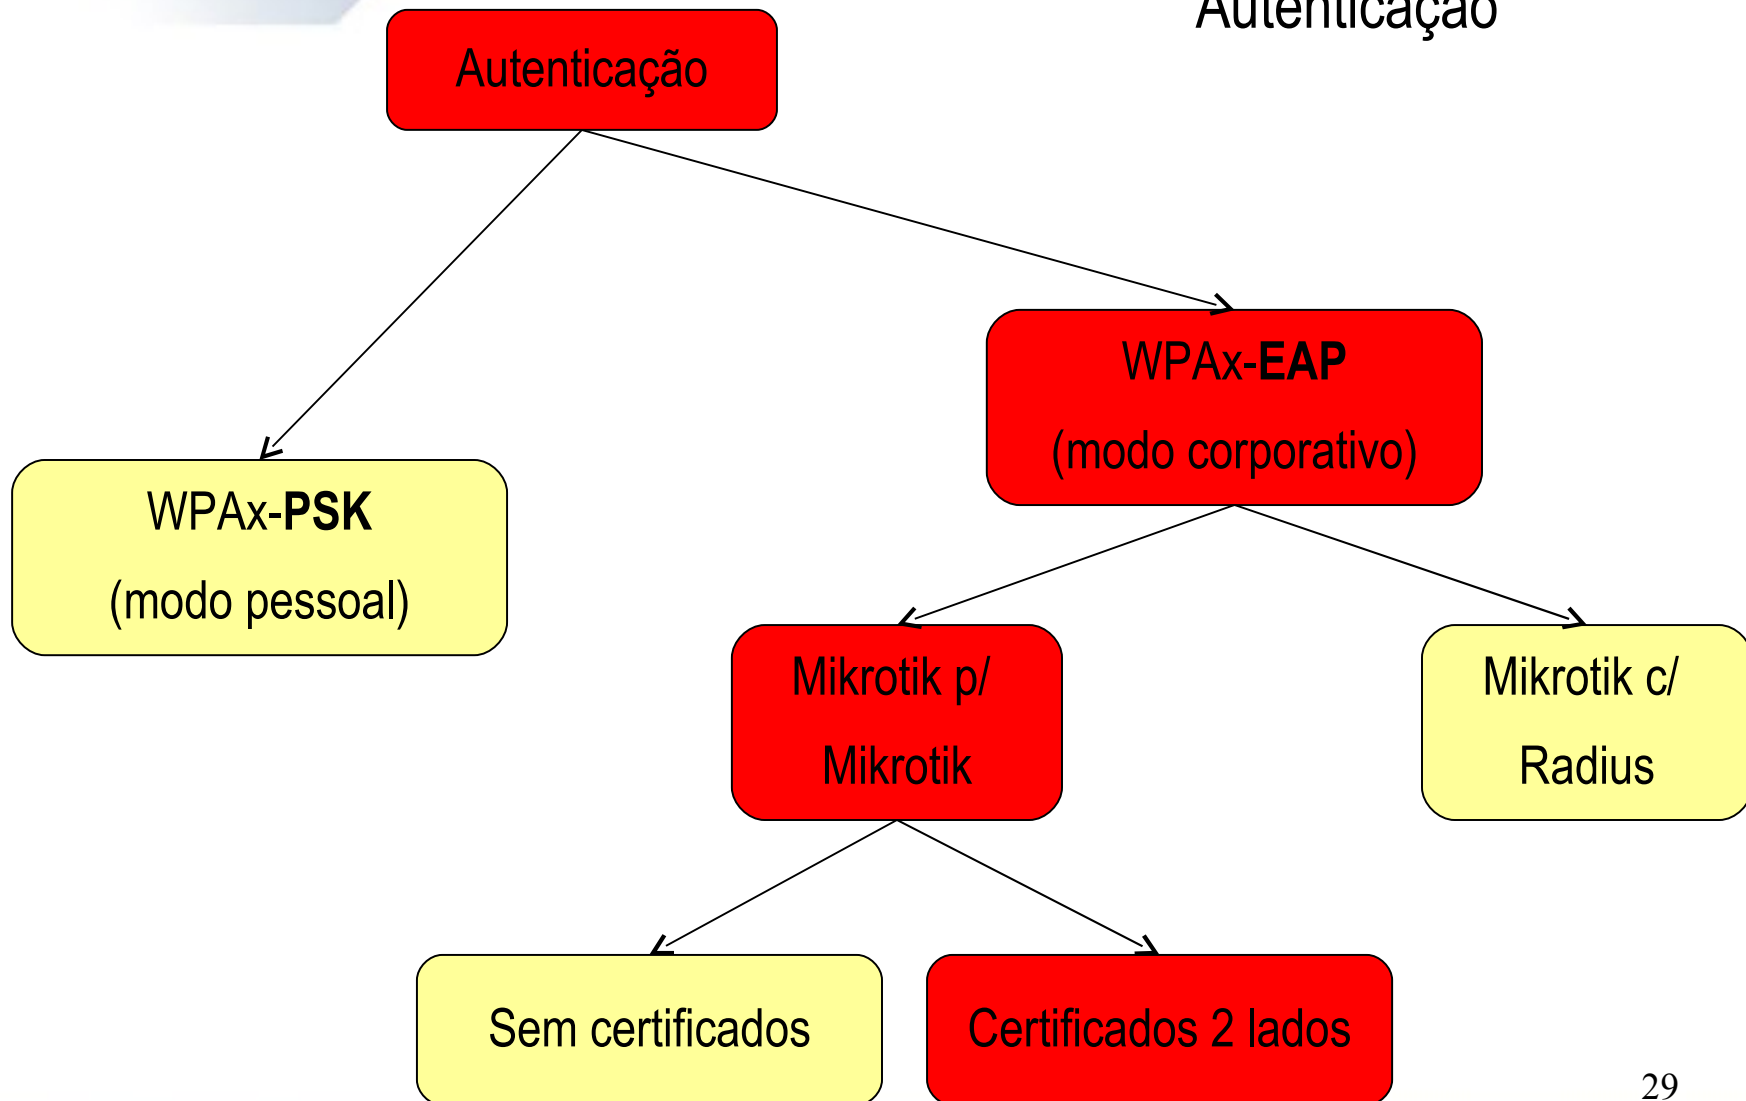 Autenticação
Autenticação
WPAx-EAP
(modo corporativo)
WPAx-PSK
(modo pessoal)
Mikrotik p/
Mikrotik
Mikrotik c/
Radius
Sem certificados
Certificados 2 lados
29